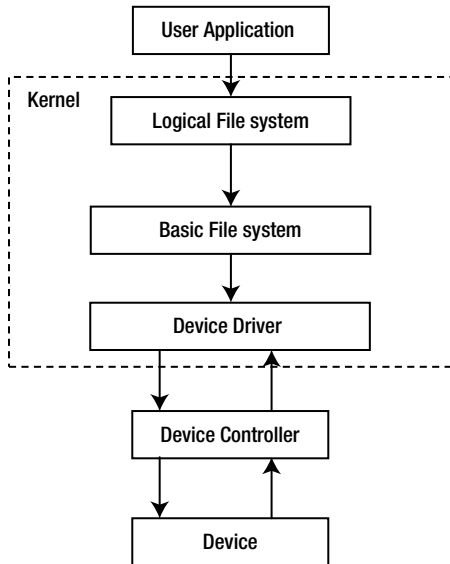 User Application
Kernel
Logical File system
Basic File system
Device Driver
Device Controller
Device